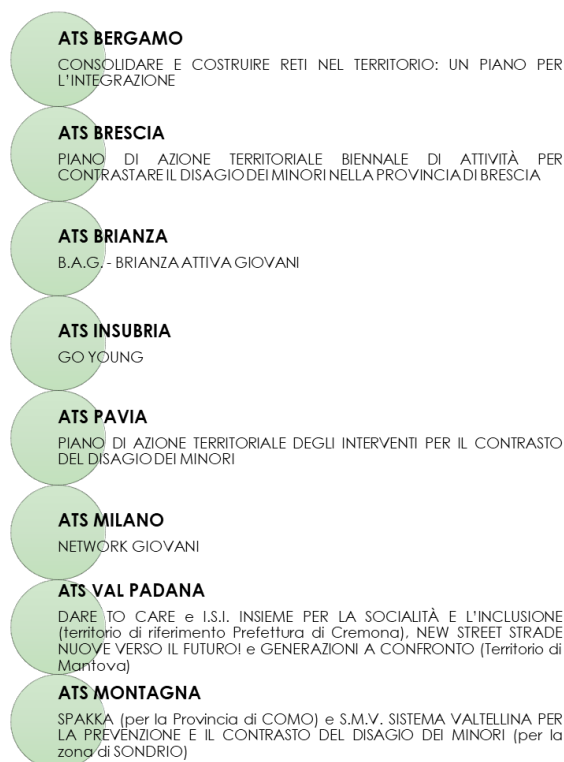 ATS BERGAMO
CONSOLIDARE E COSTRUIRE RETI NEL TERRITORIO: UN PIANO PER
L'INTEGRAZIONE
ATS BRESCIA
PIANO DI AZIONE TERRITORIALE BIENNALE DI ATTIVITÀ PER
CONTRASTARE IL DISAGIO DEI MINORI NELLA PROVINCIA DI BRESCIA
ATS BRIANZA
B.A.G. - BRIANZA ATTIVA GIOVANI
ATS INSUBRIA
GO YOUNG
ATS PAVIA
PIANO DI AZIONE TERRITORIALE DEGLI INTERVENTI PER IL CONTRASTO
DEL DISAGIO DEI MINORI
ATS MILANO
NETWORK GIOVANI
ATS VAL PADANA
DARE TO CARE e I.S.I. INSIEME PER LA SOCIALITÀ E L'INCLUSIONE
(territorio di riferimento Prefettura di Cremona), NEW STREET STRADE
NUOVE VERSO IL FUTURO! e GENERAZIONI A CONFRONTO (Territorio di
Mantova)
ATS MONTAGNA
SPAKKA (per la Provincia di COMO) e S.M.V. SISTEMA VALTELLINA PER
LA PREVENZIONE E IL CONTRASTO DEL DISAGIO DEI MINORI (per la
zona di SONDRIO)